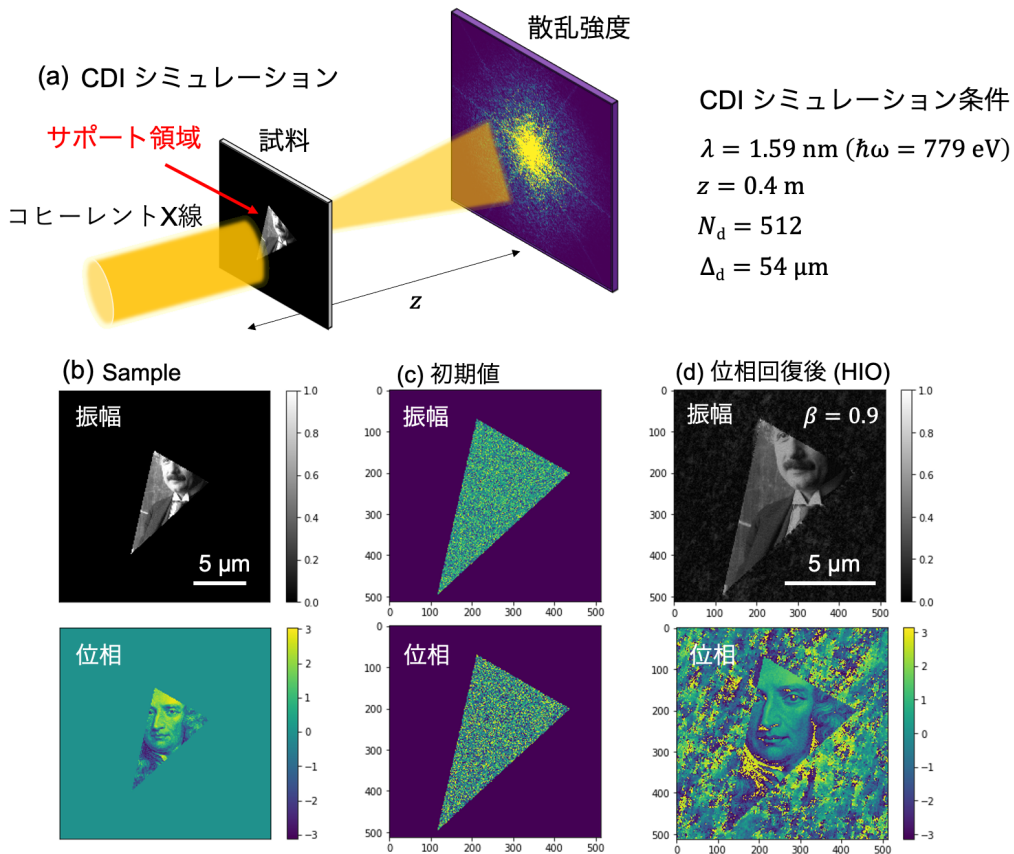 (a) CDI シミュレーション
サポート領域
試料
コヒーレントX線
散乱強度
z
CDI シミュレーション条件
λ = 1.59 nm (ħω = 779 eV)
z = 0.4 m
N_d = 512
Δ_d = 54 μm
(b) Sample
振幅
5 μm
1.0
0.8
0.6
0.4
0.2
0.0
位相
3
2
1
0
−1
−2
−3
(c) 初期値
振幅
0
100
200
300
400
500
0 100 200 300 400 500
位相
0
100
200
300
400
500
0 100 200 300 400 500
(d) 位相回復後 (HIO)
振幅
β = 0.9
5 μm
0
100
200
300
400
500
0 100 200 300 400 500
1.0
0.8
0.6
0.4
0.2
0.0
位相
0
100
200
300
400
500
0 100 200 300 400 500
3
2
1
0
−1
−2
−3